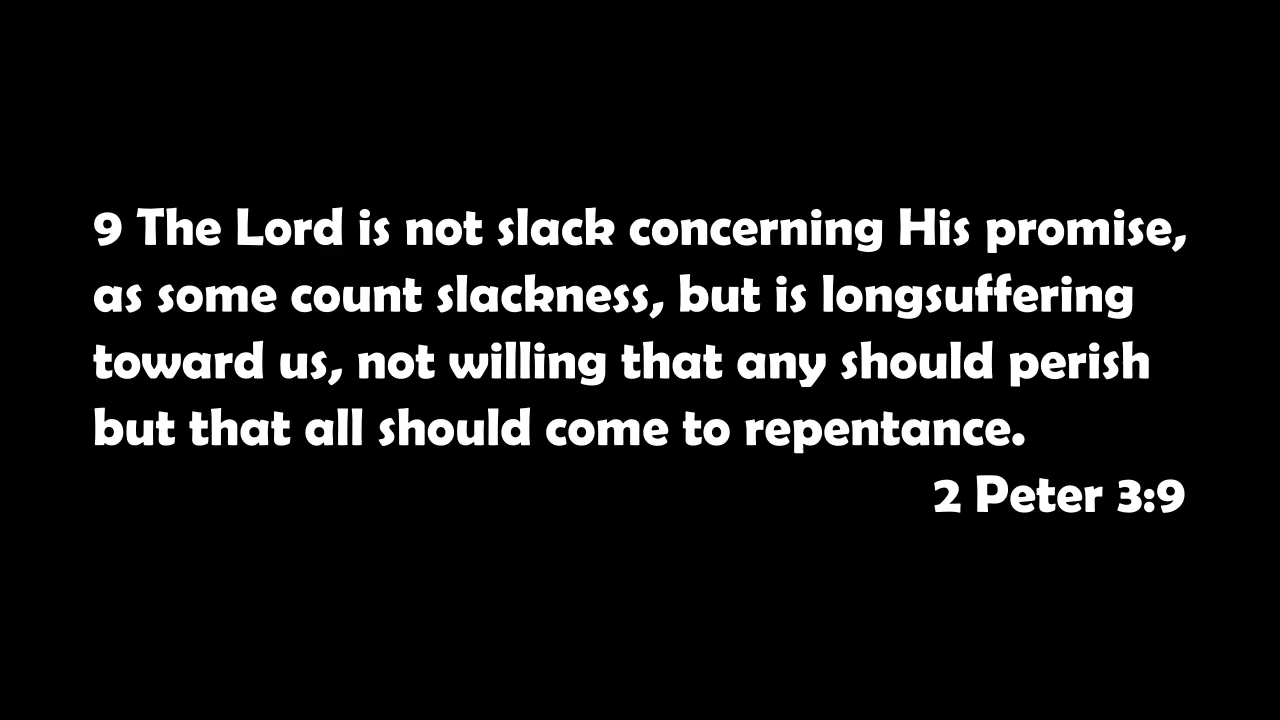 9 The Lord is not slack concerning His promise,
as some count slackness, but is longsuffering
toward us, not willing that any should perish
but that all should come to repentance.
2 Peter 3:9